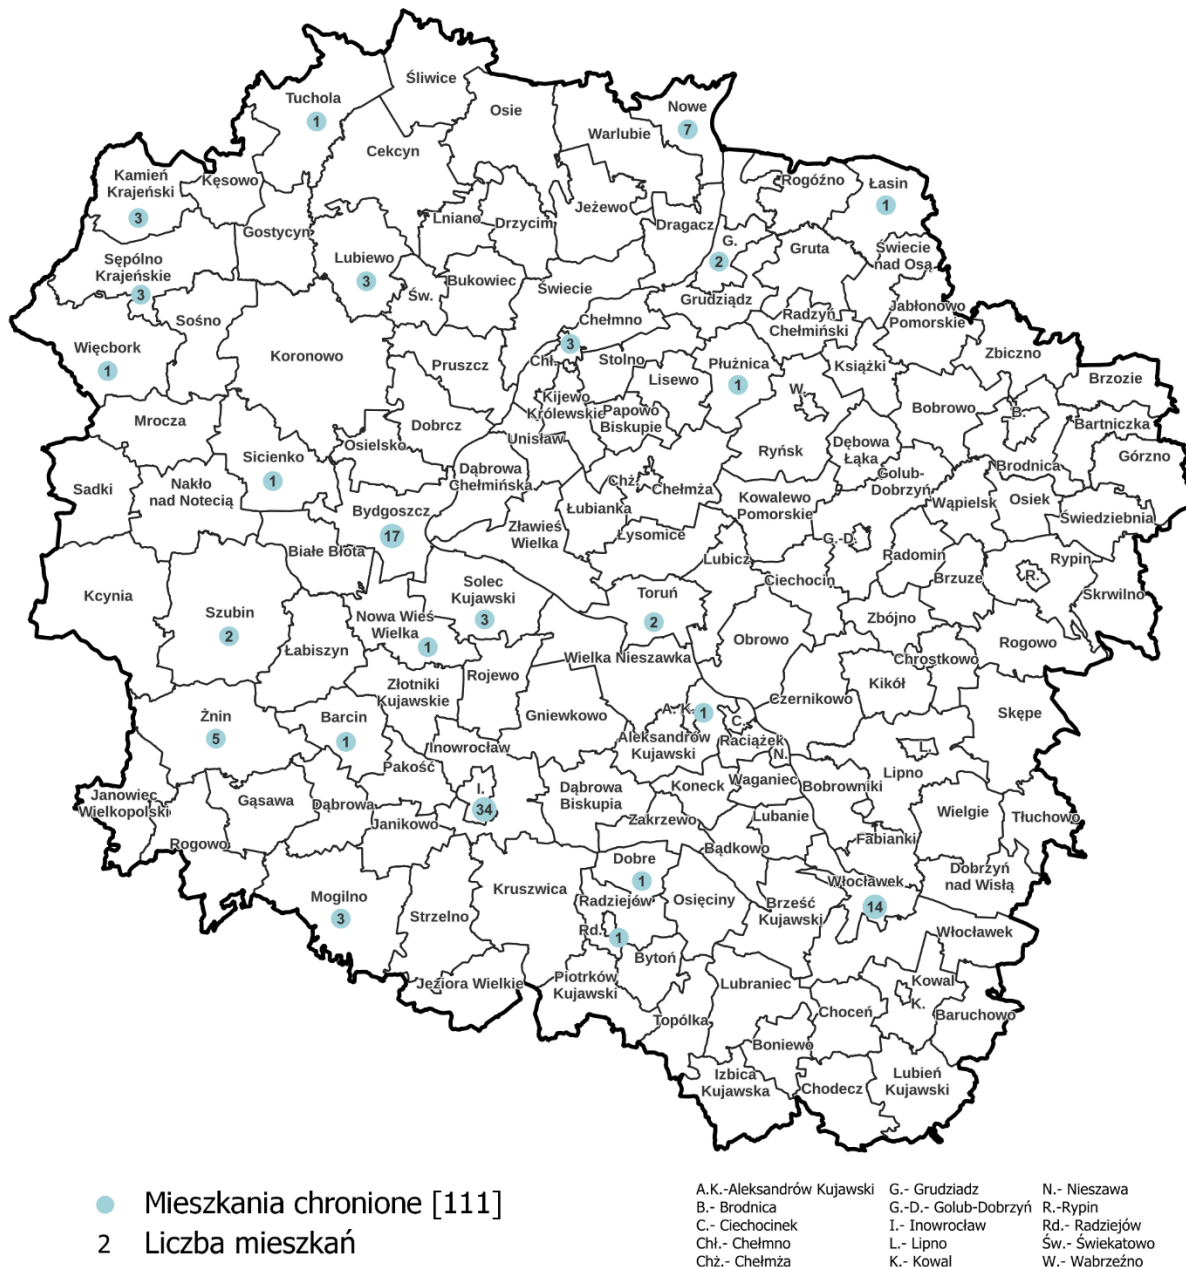 Śliwice
Tuchola
1
Osie
Nowe
7
Warlubie
Cekcyn
Kamień
Krajeński
3
Kęsowo
Rogóźno
Łasin
1
Jeżewo
Lniano
Drzycim
Dragacz
Gostycyn
G.
2
Gruta
Świecie
nad Osą
Sępólno
Krajeńskie
3
Lubiewo
3
Św.
Bukowiec
Świecie
Grudziądz
Jabłonowo
Pomorskie
Sośno
Chełmno
Radzyń
Chełmiński
Więcbork
1
Koronowo
3
Chł.
Stolno
Pruszcz
Płużnica
1
Książki
Zbiczno
Lisewo
Brzozie
W.
Kijewo
Królewskie
Papowo
Biskupie
Bobrowo
B.
Bartniczka
Mrocza
Dobrcz
Osielsko
Unisław
Ryńsk
Dębowa
Łąka
Górzno
Sicienko
1
Dąbrowa
Chełmińska
Brodnica
Golub-
Dobrzyń
Sadki
Nakło
nad Notecią
Chż.
Chełmża
Kowalewo
Pomorskie
Wąpielsk
Osiek
Bydgoszcz
17
Łubianka
Zławieś
Wielka
Świedziebnia
Łysomice
G.-D.
Białe Błota
Lubicz
Radomin
Rypin
R.
Solec
Kujawski
3
Ciechocin
Brzuze
Kcynia
Toruń
2
Skrwilno
Szubin
2
Nowa Wieś
Wielka
1
Zbójno
Obrowo
Rogowo
Łabiszyn
Wielka Nieszawka
Chrostkowo
Rojewo
Kikół
Złotniki
Kujawskie
Czernikowo
Skępe
Żnin
5
Barcin
1
Gniewkowo
A. K.
1
C.
Aleksandrów
Kujawski
Raciążek
Inowrocław
N.
L.
Pakość
Lipno
Janowiec
Wielkopolski
Gąsawa
Dąbrowa
I.
34
Dąbrowa
Biskupia
Koneck
Waganiec
Bobrowniki
Wielgie
Tłuchowo
Janikowo
Zakrzewo
Lubanie
Rogowo
Fabianki
Bądkowo
Dobre
1
Dobrzyń
nad Wisłą
Mogilno
3
Kruszwica
Włocławek
14
Radziejów
Osięciny
Brześć
Kujawski
Strzelno
Rd.
1
Włocławek
Bytoń
Jeziora Wielkie
Piotrków
Kujawski
Lubraniec
Kowal
K.
Choceń
Baruchowo
Topólka
Boniewo
Izbica
Kujawska
Chodecz
Lubień
Kujawski
Mieszkania chronione [111]
2 Liczba mieszkań
A.K.-Aleksandrów Kujawski
B.- Brodnica
C.- Ciechocinek
Chł.- Chełmno
Chż.- Chełmża
G.- Grudziadz
G.-D.- Golub-Dobrzyń
I.- Inowrocław
L.- Lipno
K.- Kowal
N.- Nieszawa
R.-Rypin
Rd.- Radziejów
Św.- Świekatowo
W.- Wabrzeźno